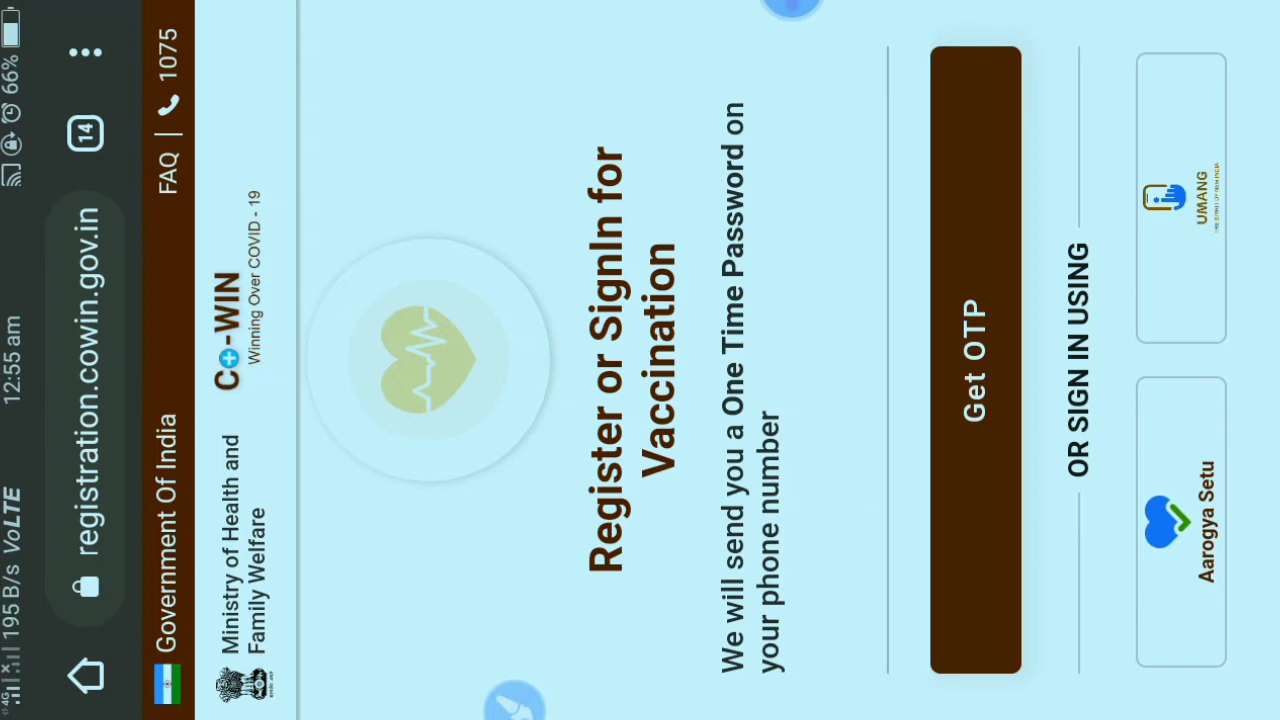 4G 195 B/s VoLTE 12:55 am 66%
registration.cowin.gov.in 14
Government Of India FAQ | 1075
Ministry of Health and
Family Welfare
Co-WIN
Winning Over COVID - 19
Register or SignIn for
Vaccination
We will send you a One Time Password on
your phone number
Get OTP
OR SIGN IN USING
Aarogya Setu
UMANG